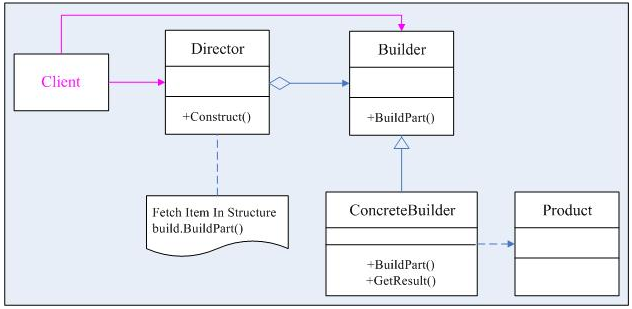 Client
Director
+Construct()
Builder
+BuildPart()
Fetch Item In Structure
build.BuildPart()
ConcreteBuilder
+BuildPart()
+GetResult()
Product